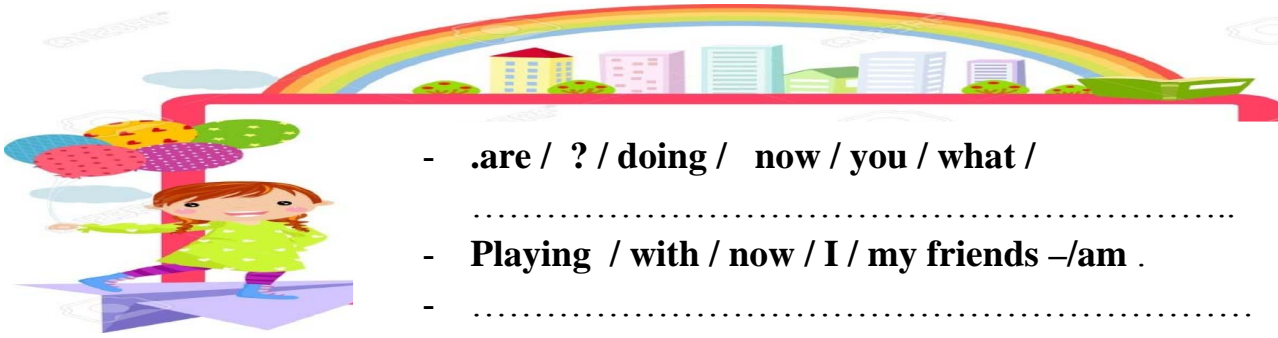 - .are / ? / doing / now / you / what /
……………………………………………………..
- Playing / with / now / I / my friends –/am .
- ………………………………………………………